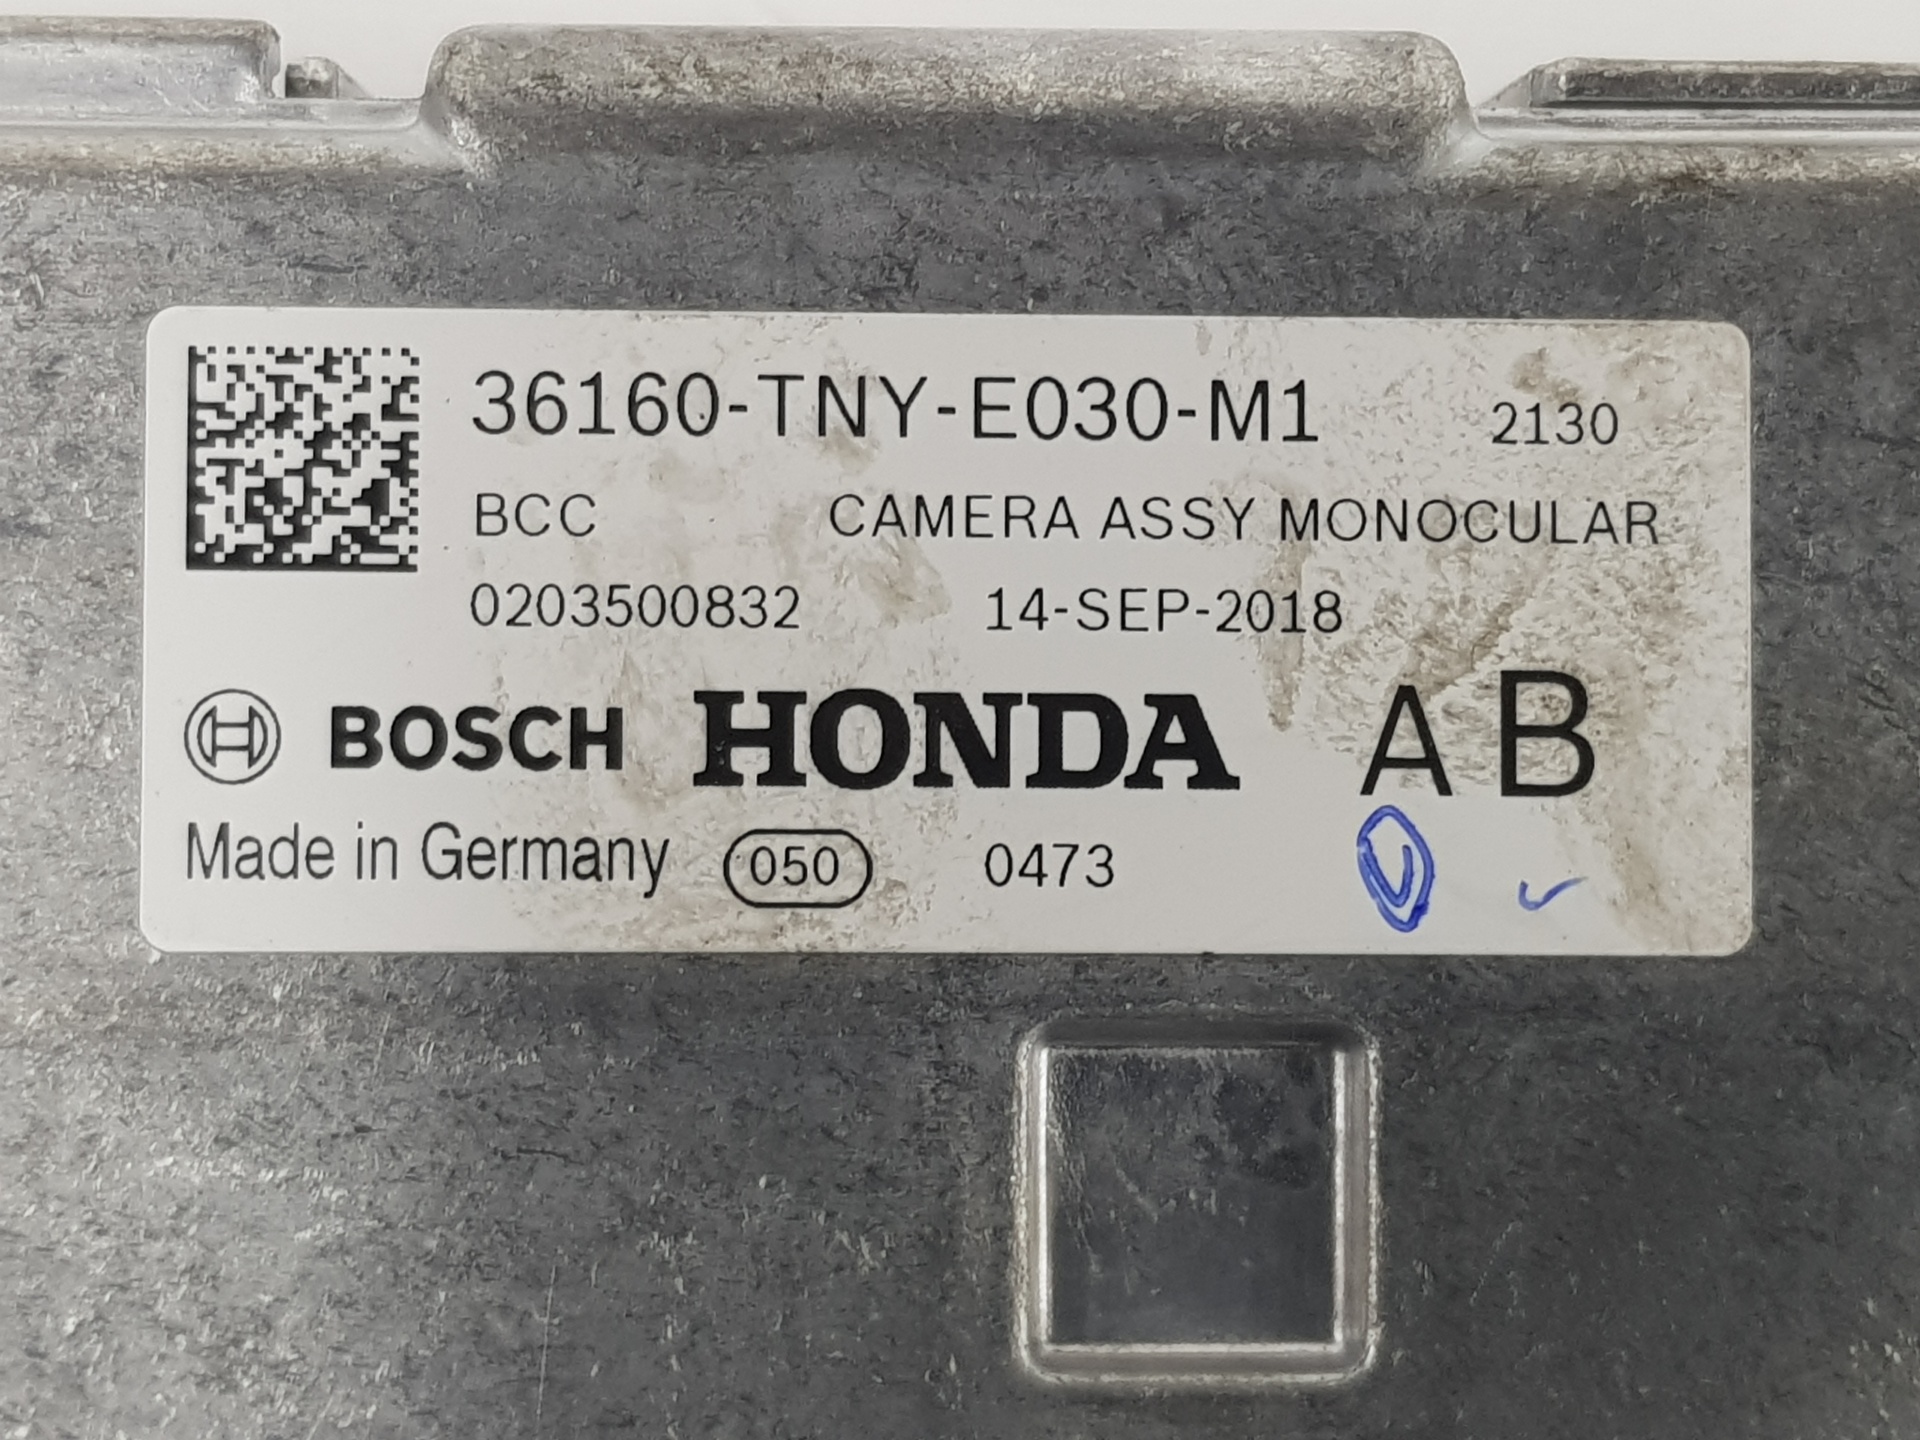 36160-TNY-E030-M1 2130
BCC CAMERA ASSY MONOCULAR
0203500832 14-SEP-2018
BOSCH HONDA A B
Made in Germany 050 0473